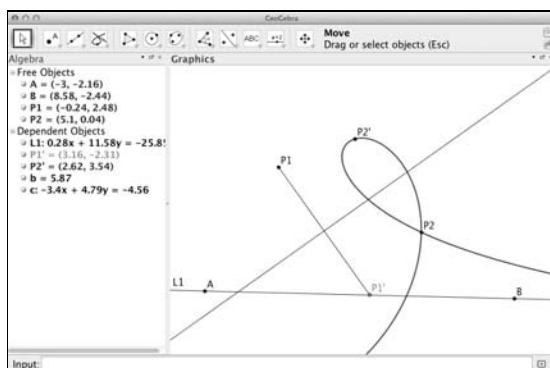 GeoGebra
ABC
a=2
Move
Drag or select objects (Esc)
Algebra
Graphics
Free Objects
A = (-3, -2.16)
B = (8.58, -2.44)
P1 = (-0.24, 2.48)
P2 = (5.1, 0.04)
Dependent Objects
L1: 0.28x + 11.58y = -25.85
P1' = (3.16, -2.31)
P2' = (2.62, 3.54)
b = 5.87
c: -3.4x + 4.79y = -4.56
P2'
P1
P2
L1
A
P1'
B
Input: